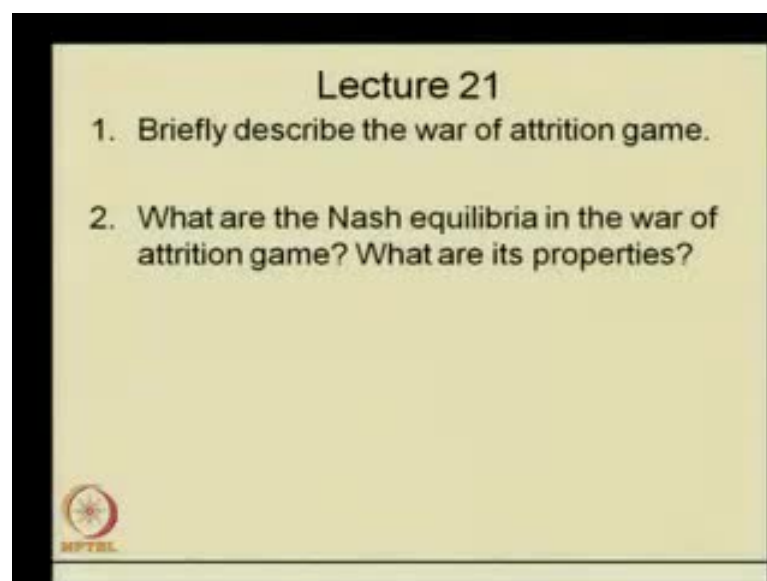 Lecture 21
1. Briefly describe the war of attrition game.
2. What are the Nash equilibria in the war of
attrition game? What are its properties?
NPTEL